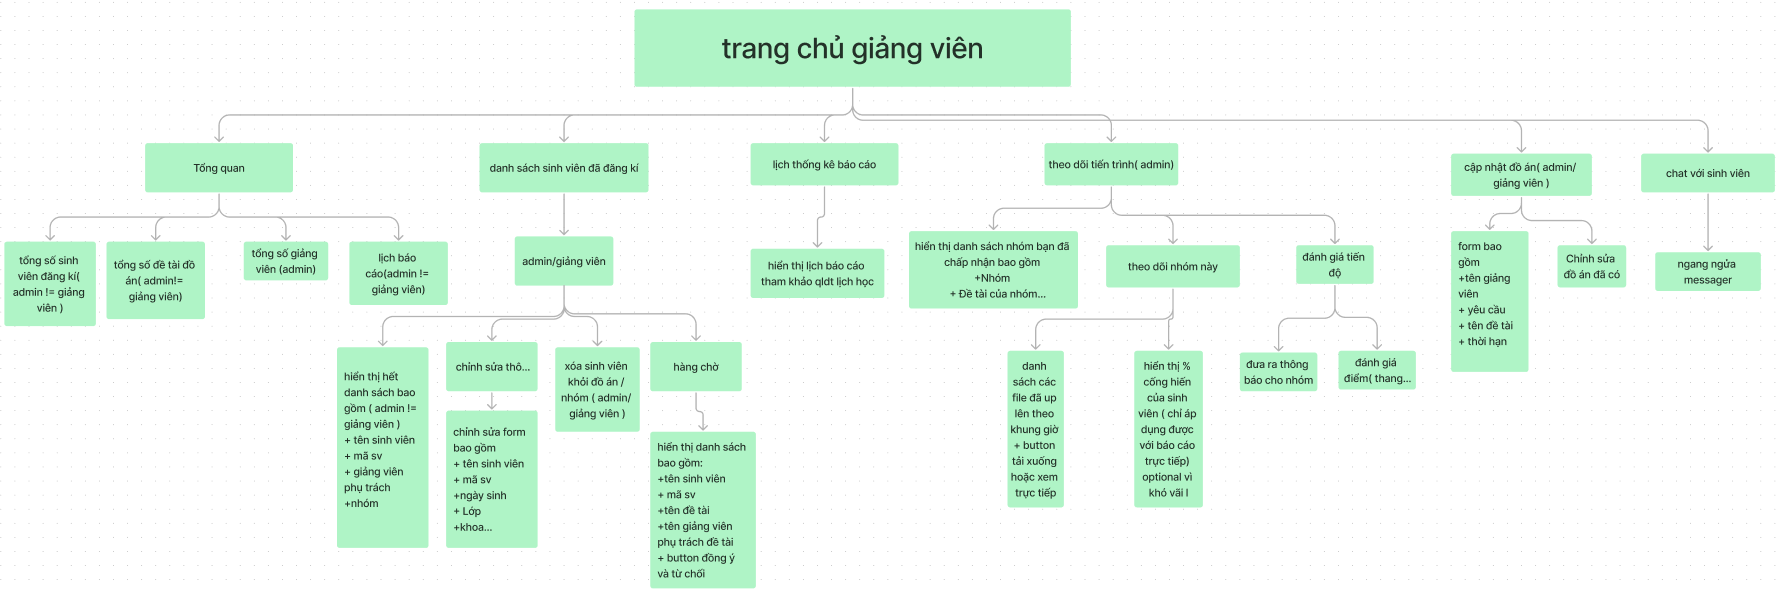 trang chủ giảng viên
Tổng quan
danh sách sinh viên đã đăng kí
lịch thống kê báo cáo
theo dõi tiến trình( admin)
cập nhật đồ án( admin/
giảng viên )
chat với sinh viên
tổng số sinh
viên đăng kí(
admin != giảng
viên )
tổng số đề tài đồ
án( admin!=
giảng viên)
tổng số giảng
viên (admin)
lịch báo
cáo(admin !=
giảng viên)
admin/giảng viên
hiển thị lịch báo cáo
tham khảo qldt lịch học
hiển thị danh sách nhóm bạn đã
chấp nhận bao gồm
+Nhóm
+ Đề tài của nhóm...
theo dõi nhóm này
đánh giá tiến
độ
form bao
gồm
+tên giảng
viên
+ yêu cầu
+ tên đề tài
+ thời hạn
Chỉnh sửa
đồ án đã có
ngang ngửa
messager
hiển thị hết
danh sách bao
gồm ( admin !=
giảng viên )
+ tên sinh viên
+ mã sv
+ giảng viên
phụ trách
+nhóm
chỉnh sửa thô...
chỉnh sửa form
bao gồm
+ tên sinh viên
+ mã sv
+ngày sinh
+ Lớp
+khoa...
xóa sinh viên
khỏi đồ án /
nhóm ( admin/
giảng viên )
hàng chờ
hiển thị danh sách
bao gồm:
+tên sinh viên
+ mã sv
+tên đề tài
+tên giảng viên
phụ trách đề tài
+ button đồng ý
và từ chối
danh
sách các
file đã up
lên theo
khung giờ
+ button
tải xuống
hoặc xem
trực tiếp
hiển thị %
cống hiến
của sinh
viên ( chỉ áp
dụng được
với báo cáo
trực tiếp)
optional vì
khó vãi l
đưa ra thông
báo cho nhóm
đánh giá
điểm( thang...